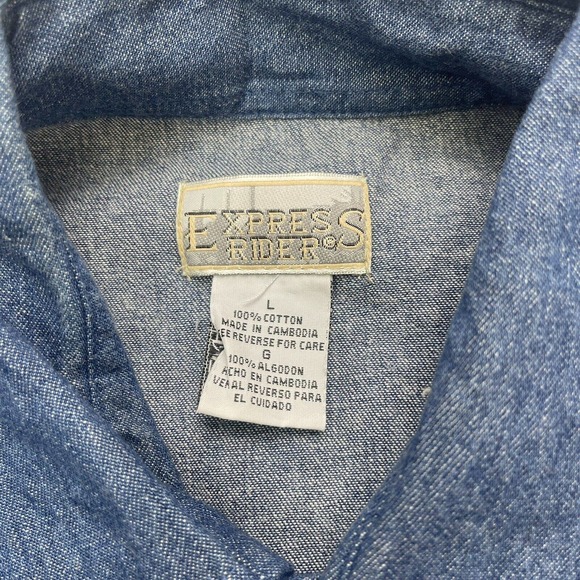 EXPRESS
RIDER®
L
100% COTTON
MADE IN CAMBODIA
EE REVERSE FOR CARE
G
100% ALGODON
ACHO EN CAMBODIA
VEA AL REVERSO PARA
EL CUIDADO